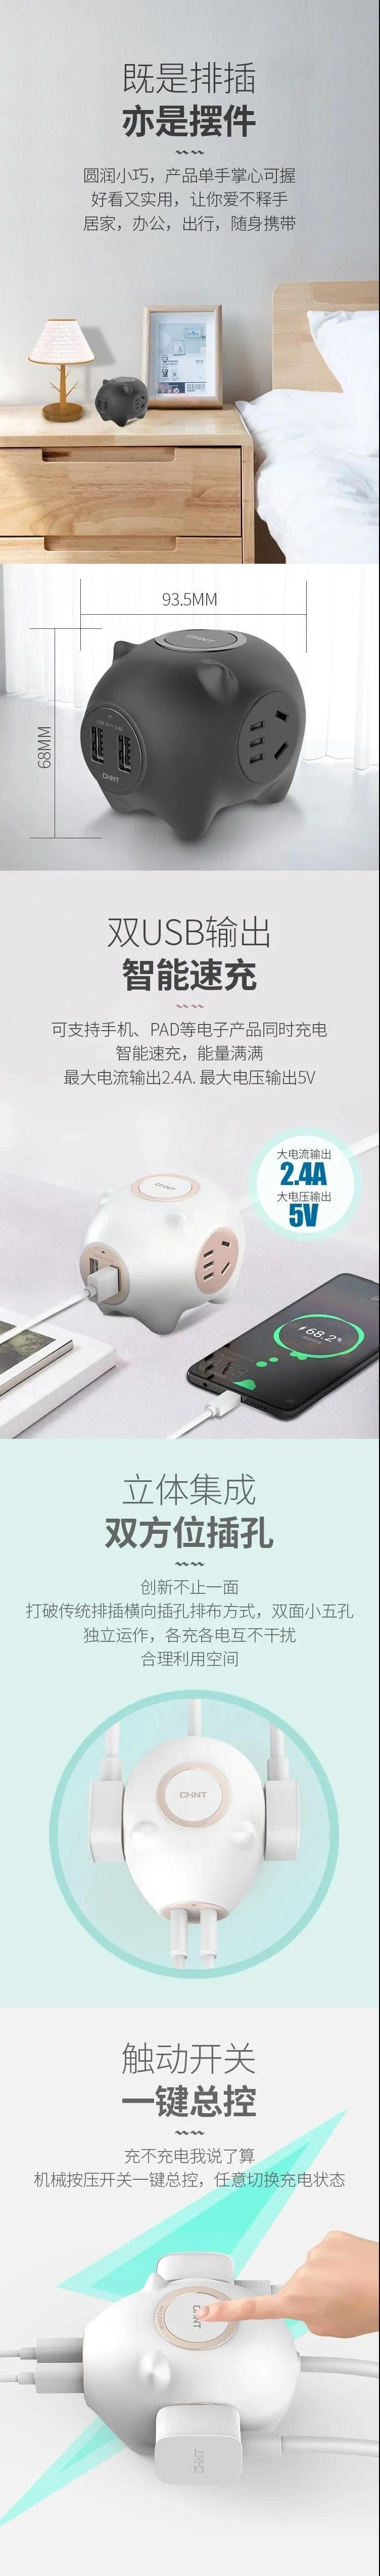 既是排插
亦是摆件
圆润小巧，产品单手掌心可握
好看又实用，让你爱不释手
居家，办公，出行，随身携带
93.5MM
CHNT
68MM
USB 5V⎓2.4A
CHNT
双USB输出
智能速充
可支持手机、PAD等电子产品同时充电
智能速充，能量满满
最大电流输出2.4A. 最大电压输出5V
大电流输出
2.4A
大电压输出
5V
CHNT
68.2%
立体集成
双方位插孔
创新不止一面
打破传统排插横向插孔排布方式，双面小五孔
独立运作，各充各电互不干扰
合理利用空间
CHNT
触动开关
一键总控
充不充电我说了算
机械按压开关一键总控，任意切换充电状态
CHNT
CHNT